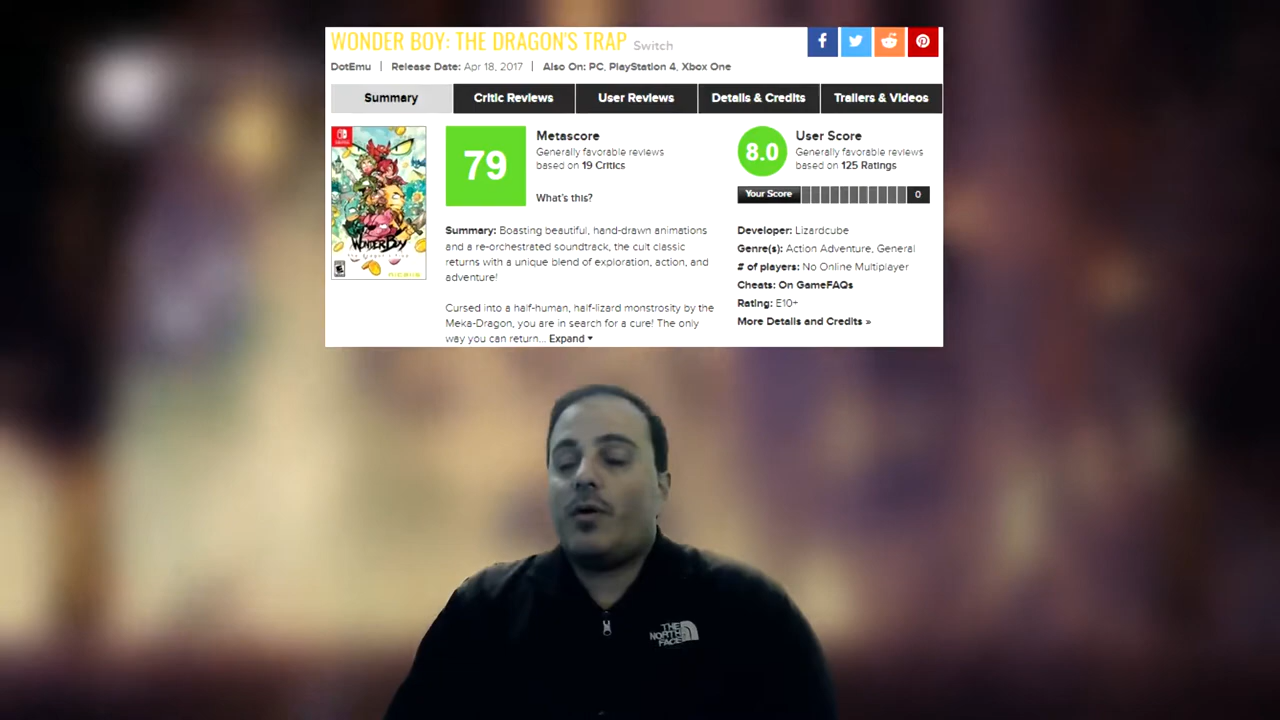 WONDER BOY: THE DRAGON'S TRAP Switch
DotEmu | Release Date: Apr 18, 2017 | Also On: PC, PlayStation 4, Xbox One
Summary Critic Reviews User Reviews Details & Credits Trailers & Videos
79
Metascore
Generally favorable reviews
based on 19 Critics
What's this?
8.0
User Score
Generally favorable reviews
based on 125 Ratings
Your Score 0
WONDER BOY
The Dragon's Trap
NICALIS
Summary: Boasting beautiful, hand-drawn animations
and a re-orchestrated soundtrack, the cult classic
returns with a unique blend of exploration, action, and
adventure!
Cursed into a half-human, half-lizard monstrosity by the
Meka-Dragon, you are in search for a cure! The only
way you can return... Expand
Developer: Lizardcube
Genre(s): Action Adventure, General
# of players: No Online Multiplayer
Cheats: On GameFAQs
Rating: E10+
More Details and Credits »
THE
NORTH
FACE